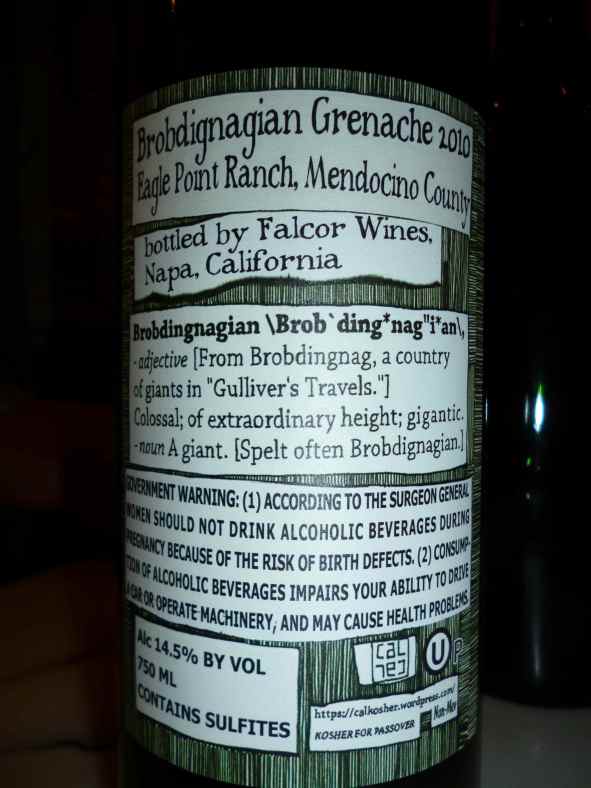 Brobdignagian Grenache 2010
Eagle Point Ranch, Mendocino County
bottled by Falcor Wines,
Napa, California
Brobdingnagian \Brob`ding*nag"i*an\,
- adjective [From Brobdingnag, a country
of giants in "Gulliver's Travels."]
Colossal; of extraordinary height; gigantic.
- noun A giant. [Spelt often Brobdignagian.]
GOVERNMENT WARNING: (1) ACCORDING TO THE SURGEON GENERAL
WOMEN SHOULD NOT DRINK ALCOHOLIC BEVERAGES DURING
PREGNANCY BECAUSE OF THE RISK OF BIRTH DEFECTS. (2) CONSUMP-
TION OF ALCOHOLIC BEVERAGES IMPAIRS YOUR ABILITY TO DRIVE
A CAR OR OPERATE MACHINERY, AND MAY CAUSE HEALTH PROBLEMS.
Alc 14.5% BY VOL
750 ML
CONTAINS SULFITES
CAL
U P
https://calkosher.wordpress.com/
KOSHER FOR PASSOVER
Non-Mev